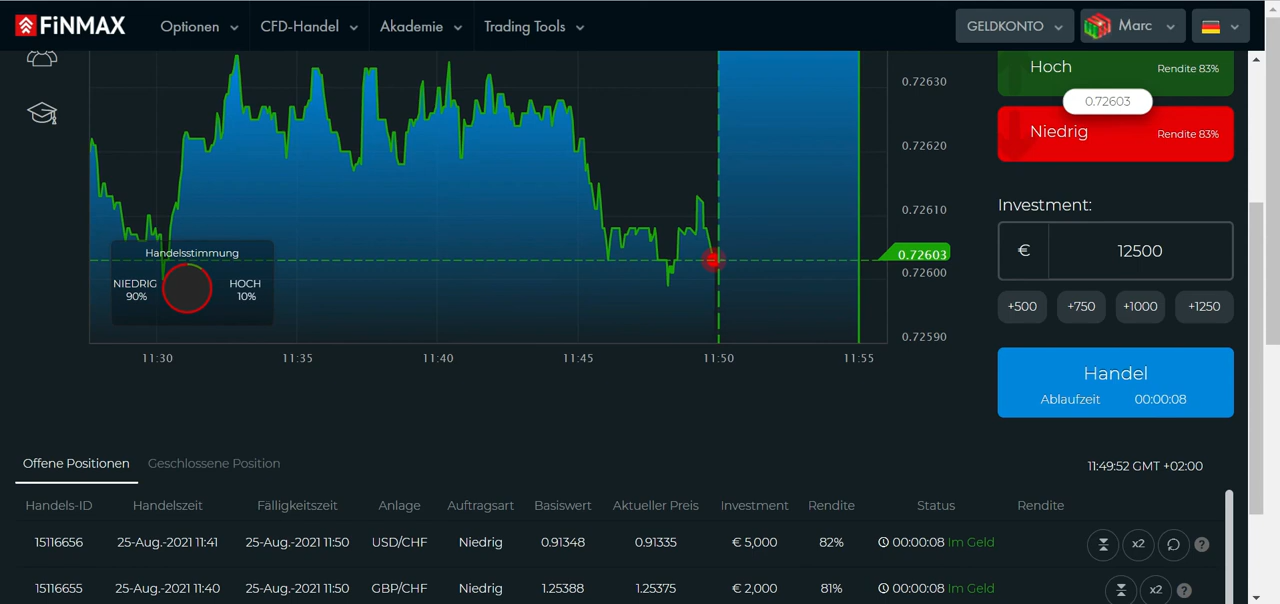 FiNMAX Optionen CFD-Handel Akademie Trading Tools GELDKONTO Marc
Hoch Rendite 83%
0.72603
Niedrig Rendite 83%
0.72630
0.72620
0.72610
0.72603
0.72600
0.72590
Handelsstimmung
NIEDRIG 90% HOCH 10%
11:30 11:35 11:40 11:45 11:50 11:55
Investment:
€ 12500
+500 +750 +1000 +1250
Handel
Ablaufzeit 00:00:08
Offene Positionen Geschlossene Position 11:49:52 GMT +02:00
Handels-ID Handelszeit Fälligkeitszeit Anlage Auftragsart Basiswert Aktueller Preis Investment Rendite Status Rendite
15116656 25-Aug.-2021 11:41 25-Aug.-2021 11:50 USD/CHF Niedrig 0.91348 0.91335 € 5,000 82% 00:00:08 Im Geld x2 ?
15116655 25-Aug.-2021 11:40 25-Aug.-2021 11:50 GBP/CHF Niedrig 1.25388 1.25375 € 2,000 81% 00:00:08 Im Geld x2 ?